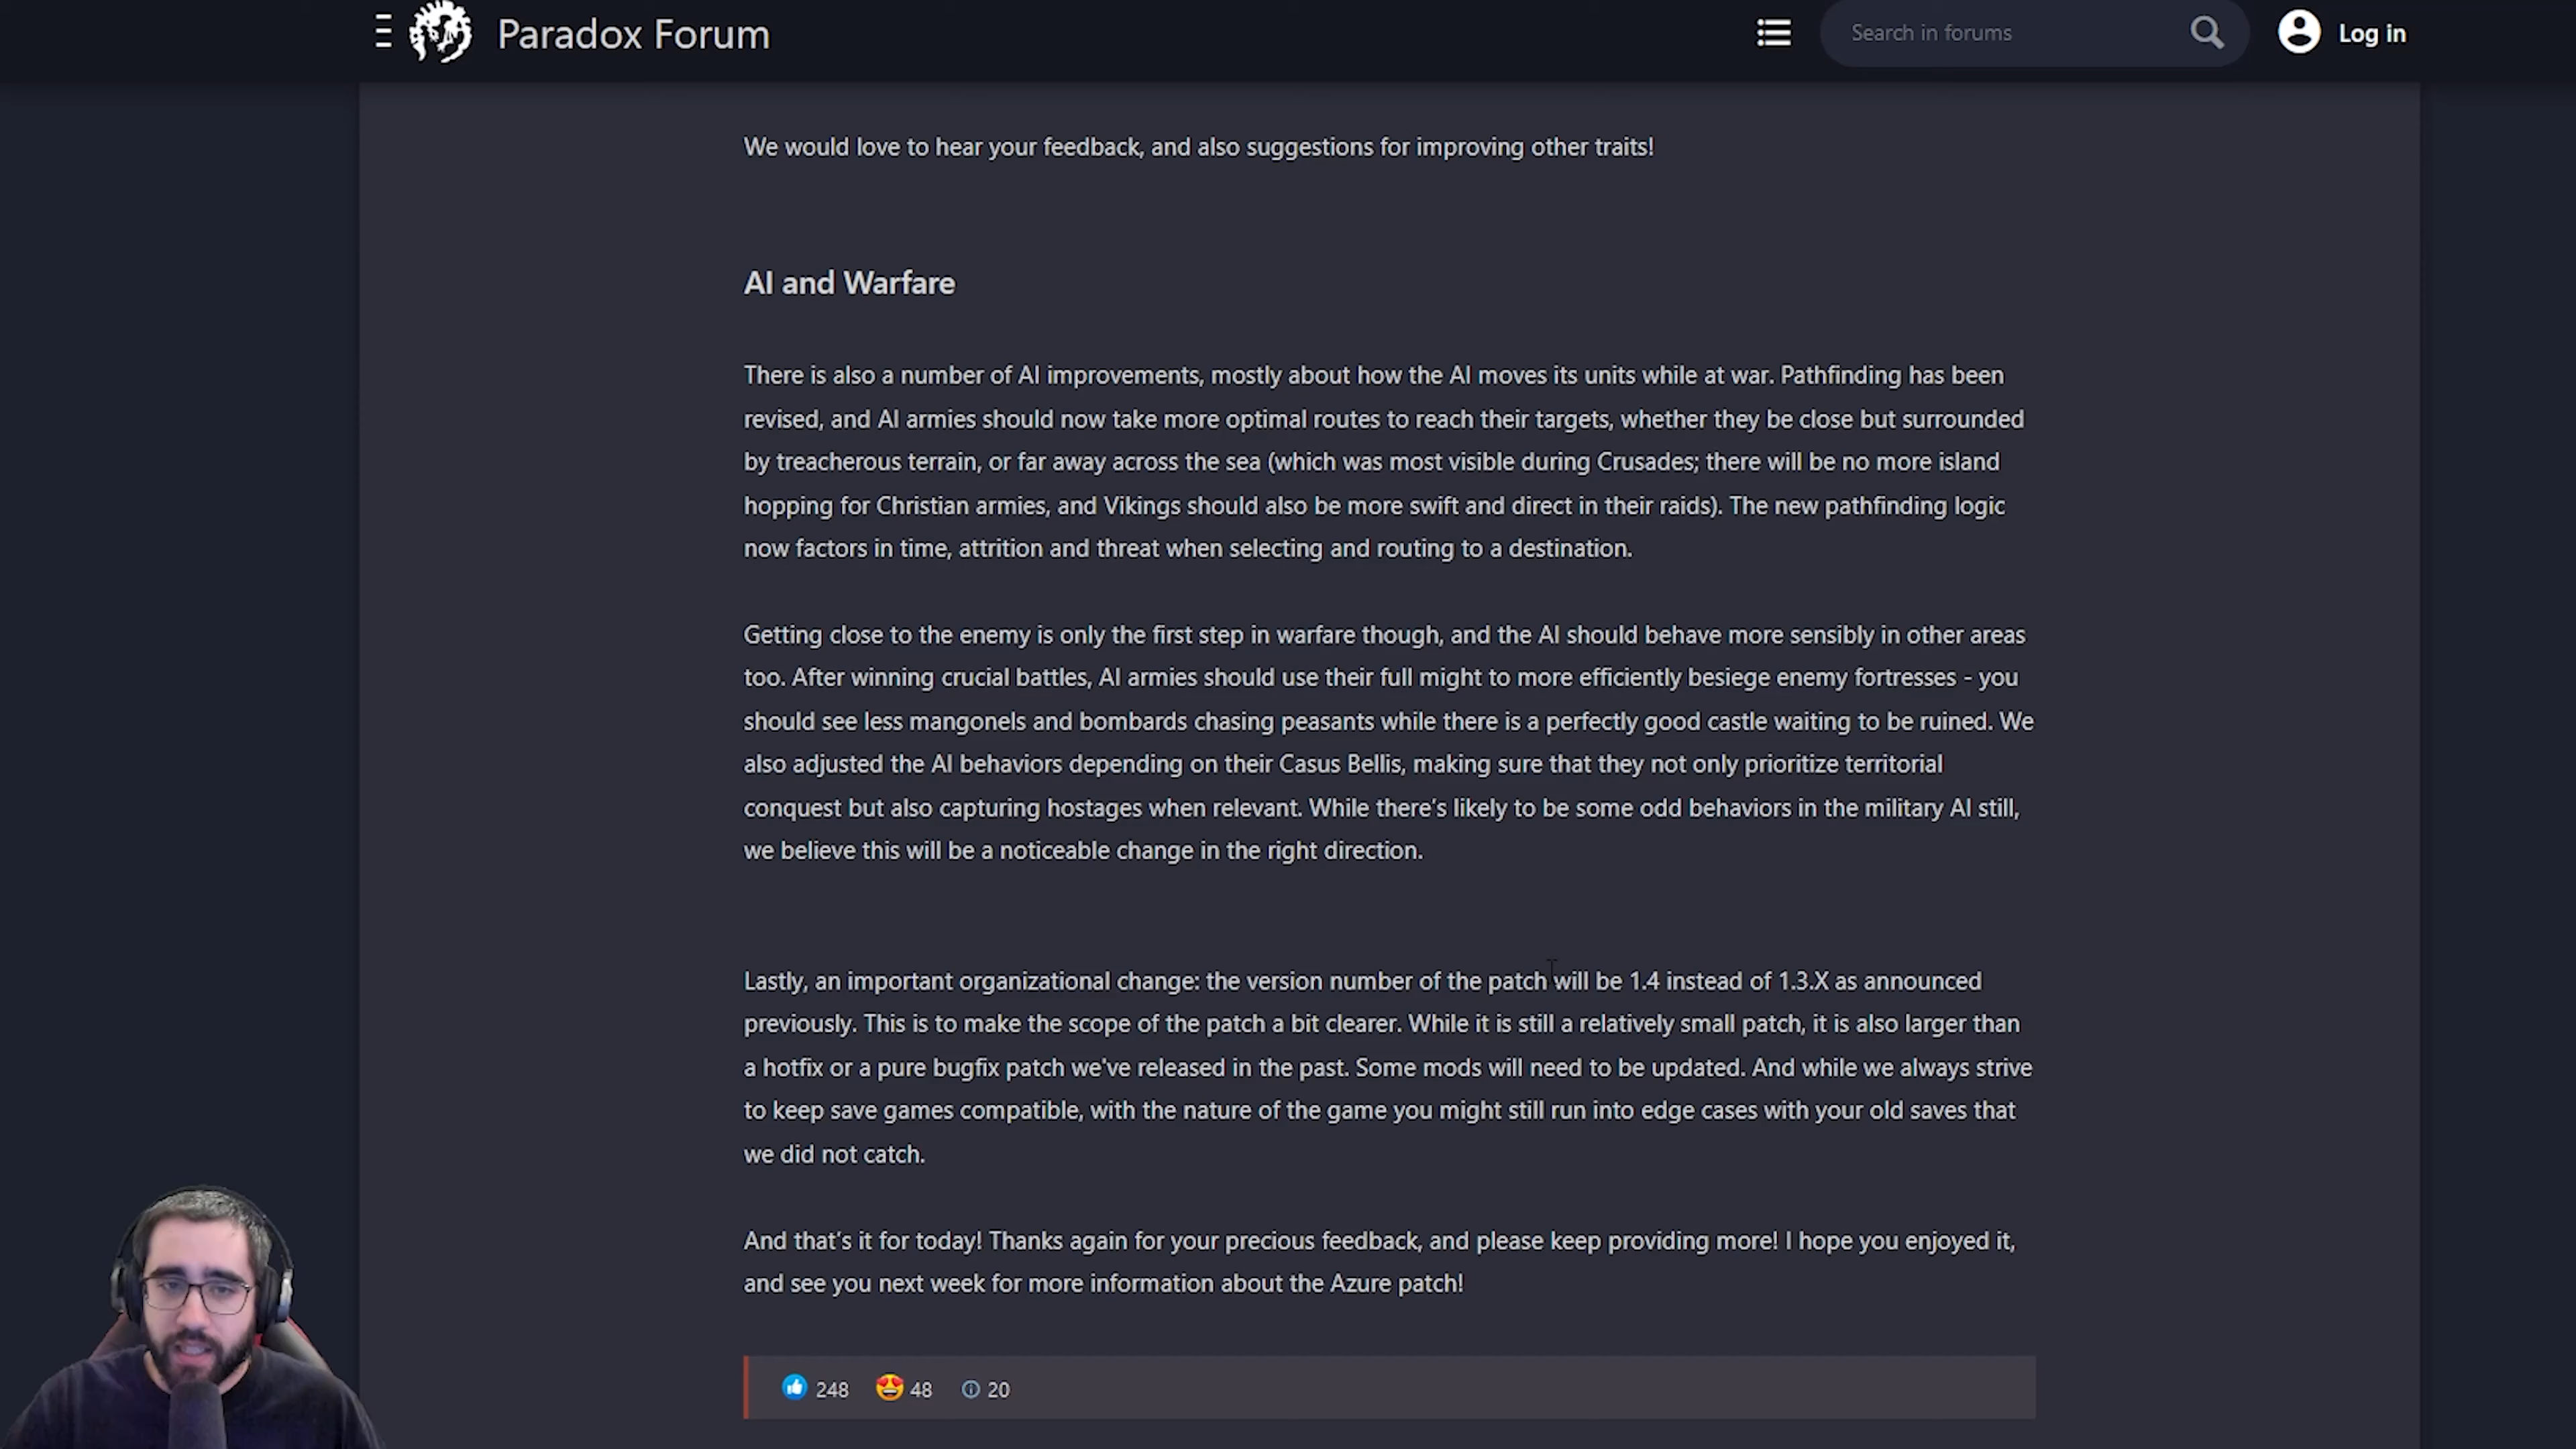 Paradox Forum
Search in forums
Log in
We would love to hear your feedback, and also suggestions for improving other traits!
AI and Warfare
There is also a number of AI improvements, mostly about how the AI moves its units while at war. Pathfinding has been
revised, and AI armies should now take more optimal routes to reach their targets, whether they be close but surrounded
by treacherous terrain, or far away across the sea (which was most visible during Crusades; there will be no more island
hopping for Christian armies, and Vikings should also be more swift and direct in their raids). The new pathfinding logic
now factors in time, attrition and threat when selecting and routing to a destination.
Getting close to the enemy is only the first step in warfare though, and the AI should behave more sensibly in other areas
too. After winning crucial battles, AI armies should use their full might to more efficiently besiege enemy fortresses - you
should see less mangonels and bombards chasing peasants while there is a perfectly good castle waiting to be ruined. We
also adjusted the AI behaviors depending on their Casus Bellis, making sure that they not only prioritize territorial
conquest but also capturing hostages when relevant. While there's likely to be some odd behaviors in the military AI still,
we believe this will be a noticeable change in the right direction.
Lastly, an important organizational change: the version number of the patch will be 1.4 instead of 1.3.X as announced
previously. This is to make the scope of the patch a bit clearer. While it is still a relatively small patch, it is also larger than
a hotfix or a pure bugfix patch we've released in the past. Some mods will need to be updated. And while we always strive
to keep save games compatible, with the nature of the game you might still run into edge cases with your old saves that
we did not catch.
And that's it for today! Thanks again for your precious feedback, and please keep providing more! I hope you enjoyed it,
and see you next week for more information about the Azure patch!
248 48 20